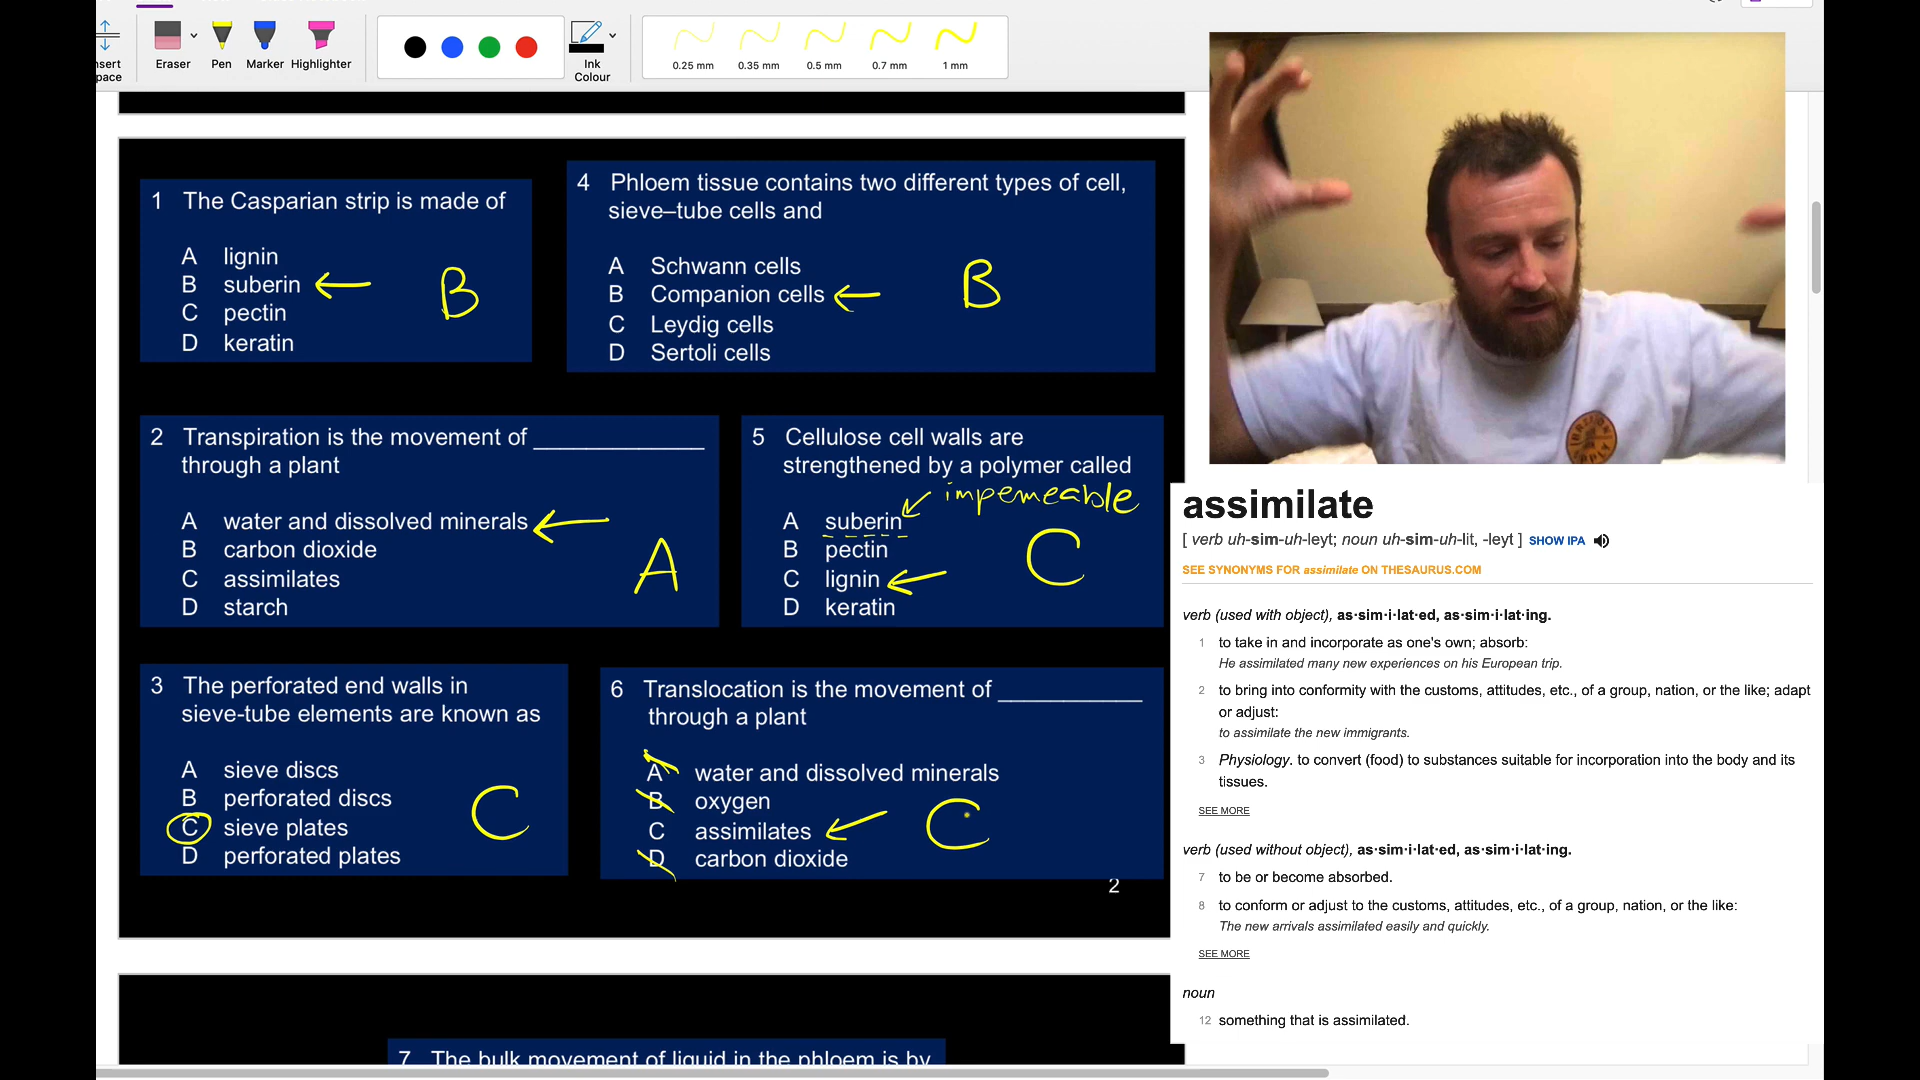 nsert
pace
Eraser
Pen
Marker
Highlighter
Ink
Colour
0.25 mm
0.35 mm
0.5 mm
0.7 mm
1 mm
1 The Casparian strip is made of
A lignin
B suberin
C pectin
D keratin
B
4 Phloem tissue contains two different types of cell,
sieve–tube cells and
A Schwann cells
B Companion cells
C Leydig cells
D Sertoli cells
B
2 Transpiration is the movement of ____________
through a plant
A water and dissolved minerals
B carbon dioxide
C assimilates
D starch
A
5 Cellulose cell walls are
strengthened by a polymer called
impemeable
A suberin
B pectin
C lignin
D keratin
C
3 The perforated end walls in
sieve-tube elements are known as
A sieve discs
B perforated discs
C sieve plates
D perforated plates
C
6 Translocation is the movement of __________
through a plant
A water and dissolved minerals
B oxygen
C assimilates
D carbon dioxide
C
2
7 The bulk movement of liquid in the phloem is by
assimilate
[ verb uh-sim-uh-leyt; noun uh-sim-uh-lit, -leyt ] SHOW IPA
SEE SYNONYMS FOR assimilate ON THESAURUS.COM
verb (used with object), as·sim·i·lat·ed, as·sim·i·lat·ing.
1 to take in and incorporate as one's own; absorb:
He assimilated many new experiences on his European trip.
2 to bring into conformity with the customs, attitudes, etc., of a group, nation, or the like; adapt
or adjust:
to assimilate the new immigrants.
3 Physiology. to convert (food) to substances suitable for incorporation into the body and its
tissues.
SEE MORE
verb (used without object), as·sim·i·lat·ed, as·sim·i·lat·ing.
7 to be or become absorbed.
8 to conform or adjust to the customs, attitudes, etc., of a group, nation, or the like:
The new arrivals assimilated easily and quickly.
SEE MORE
noun
12 something that is assimilated.